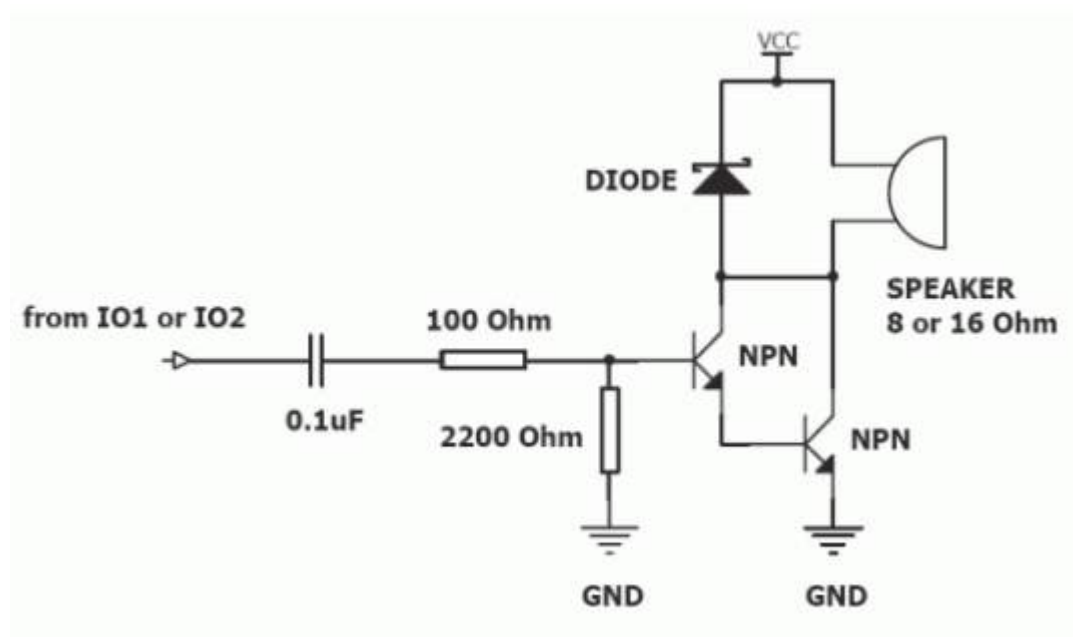 VCC
DIODE
SPEAKER
8 or 16 Ohm
from IO1 or IO2
100 Ohm
NPN
0.1uF
2200 Ohm
NPN
GND
GND